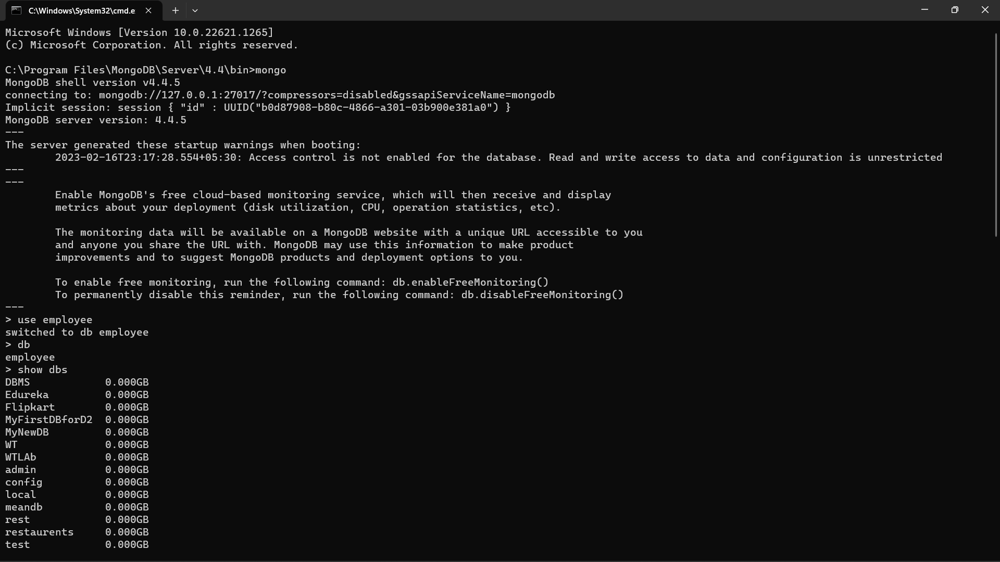 C:\Windows\System32\cmd.e
Microsoft Windows [Version 10.0.22621.1265]
(c) Microsoft Corporation. All rights reserved.
C:\Program Files\MongoDB\Server\4.4\bin>mongo
MongoDB shell version v4.4.5
connecting to: mongodb://127.0.0.1:27017/?compressors=disabled&gssapiServiceName=mongodb
Implicit session: session { "id" : UUID("b0d87908-b80c-4866-a301-03b900e381a0") }
MongoDB server version: 4.4.5
---
The server generated these startup warnings when booting:
        2023-02-16T23:17:28.554+05:30: Access control is not enabled for the database. Read and write access to data and configuration is unrestricted
---
---
        Enable MongoDB's free cloud-based monitoring service, which will then receive and display
        metrics about your deployment (disk utilization, CPU, operation statistics, etc).
        The monitoring data will be available on a MongoDB website with a unique URL accessible to you
        and anyone you share the URL with. MongoDB may use this information to make product
        improvements and to suggest MongoDB products and deployment options to you.
        To enable free monitoring, run the following command: db.enableFreeMonitoring()
        To permanently disable this reminder, run the following command: db.disableFreeMonitoring()
---
> use employee
switched to db employee
> db
employee
> show dbs
DBMS            0.000GB
Edureka         0.000GB
Flipkart        0.000GB
MyFirstDBforD2  0.000GB
MyNewDB         0.000GB
WT              0.000GB
WTLAb           0.000GB
admin           0.000GB
config          0.000GB
local           0.000GB
meandb          0.000GB
rest            0.000GB
restaurents     0.000GB
test            0.000GB